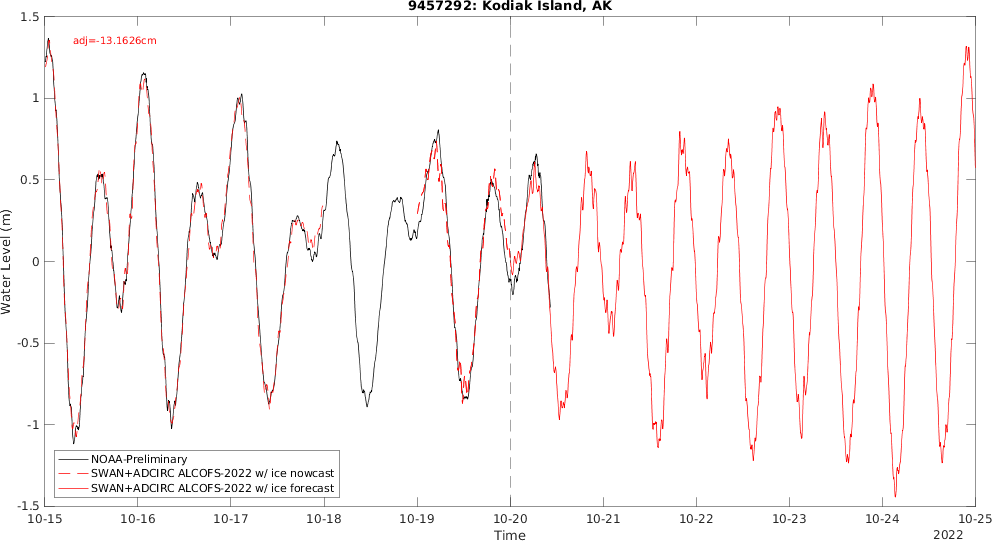 9457292: Kodiak Island, AK
adj=-13.1626cm
Water Level (m)
1.5
1
0.5
0
-0.5
-1
-1.5
NOAA-Preliminary
SWAN+ADCIRC ALCOFS-2022 w/ ice nowcast
SWAN+ADCIRC ALCOFS-2022 w/ ice forecast
10-15 10-16 10-17 10-18 10-19 10-20 10-21 10-22 10-23 10-24 10-25
Time
2022